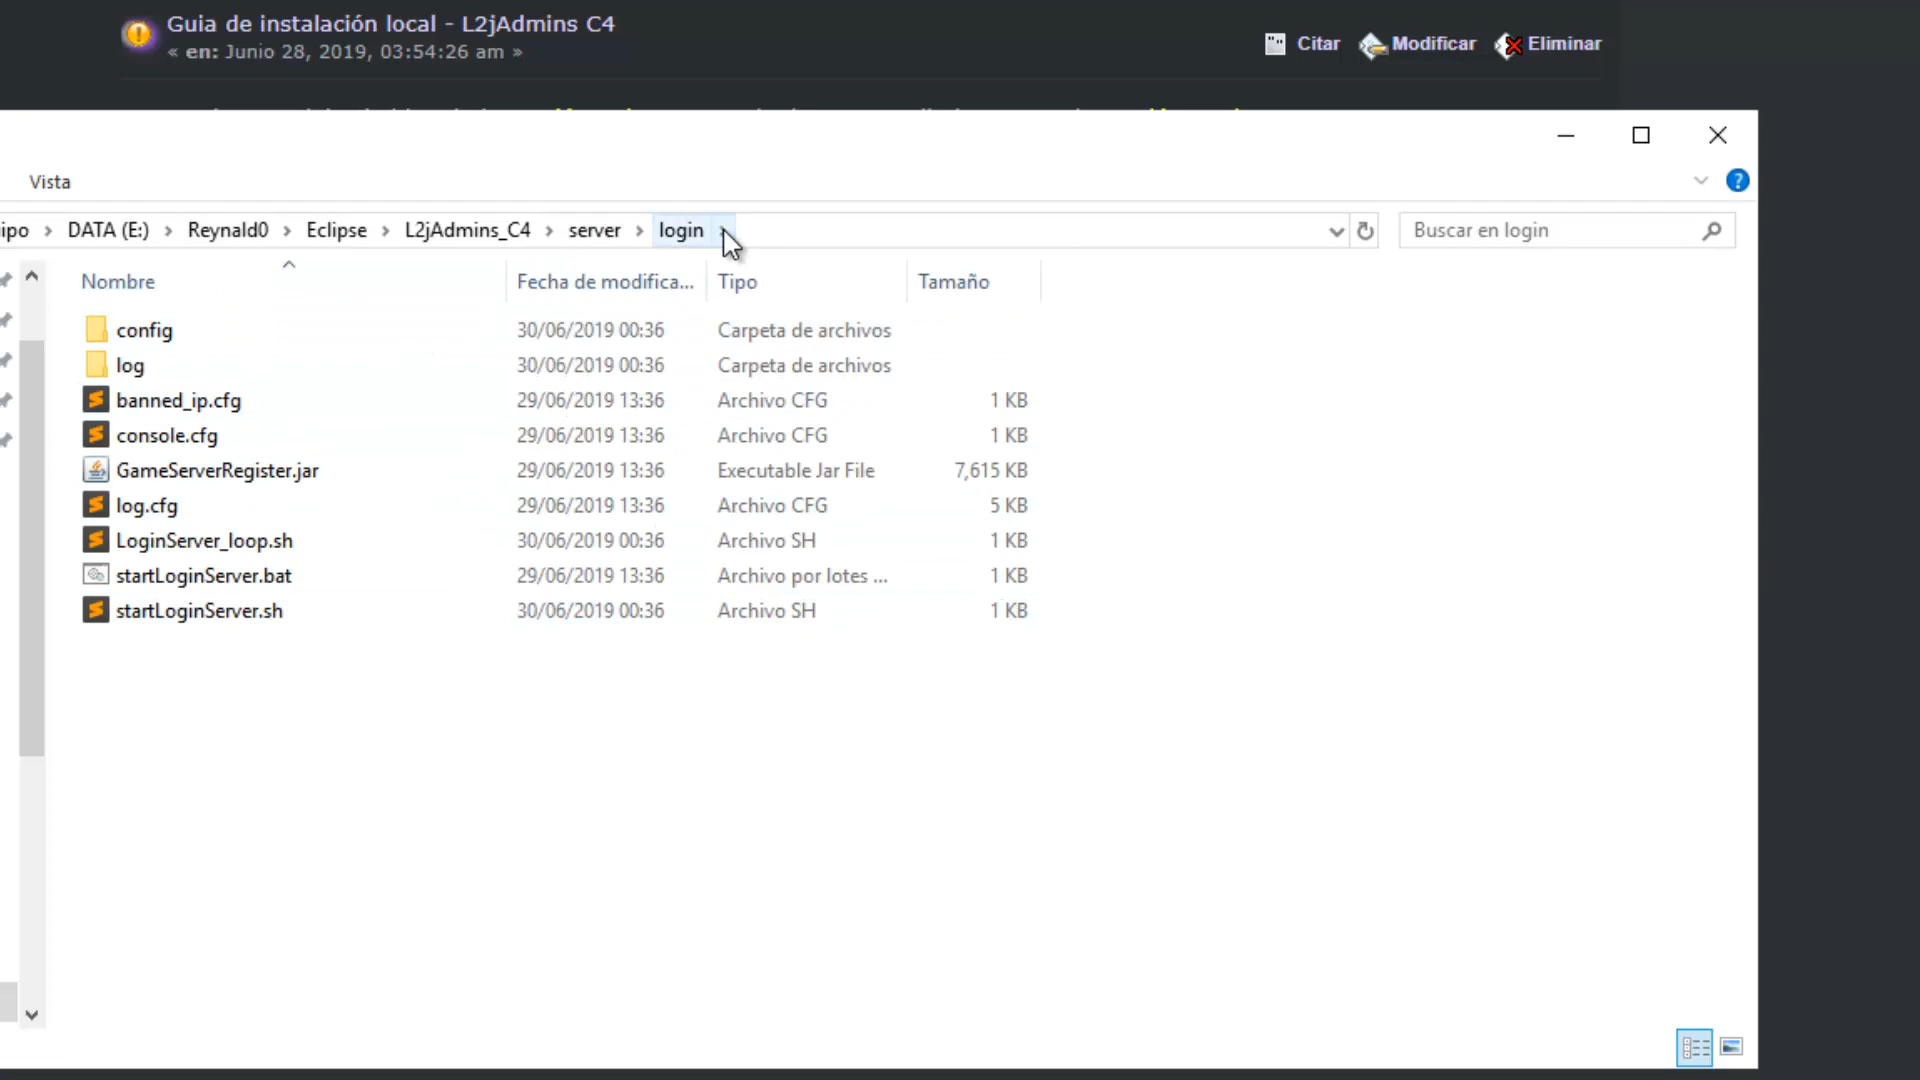 Guia de instalación local - L2jAdmins C4
« en: Junio 28, 2019, 03:54:26 am »
Citar Modificar Eliminar
Vista
DATA (E:) › Reynald0 › Eclipse › L2jAdmins_C4 › server › login ›
Buscar en login
Nombre Fecha de modifica... Tipo Tamaño
config 30/06/2019 00:36 Carpeta de archivos
log 30/06/2019 00:36 Carpeta de archivos
banned_ip.cfg 29/06/2019 13:36 Archivo CFG 1 KB
console.cfg 29/06/2019 13:36 Archivo CFG 1 KB
GameServerRegister.jar 29/06/2019 13:36 Executable Jar File 7,615 KB
log.cfg 29/06/2019 13:36 Archivo CFG 5 KB
LoginServer_loop.sh 30/06/2019 00:36 Archivo SH 1 KB
startLoginServer.bat 29/06/2019 13:36 Archivo por lotes ... 1 KB
startLoginServer.sh 30/06/2019 00:36 Archivo SH 1 KB